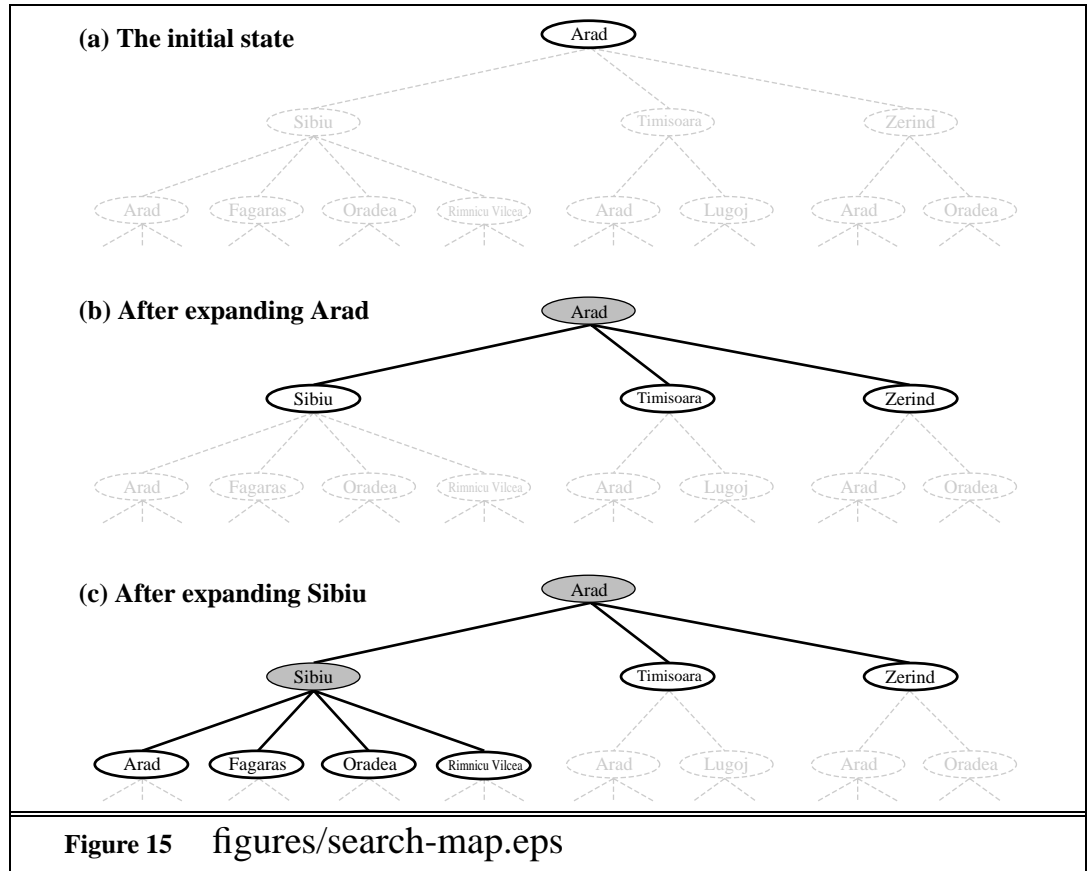 (a) The initial state
Arad
Sibiu Timisoara Zerind
Arad Fagaras Oradea Rimnicu Vilcea Arad Lugoj Arad Oradea
(b) After expanding Arad
Arad
Sibiu Timisoara Zerind
Arad Fagaras Oradea Rimnicu Vilcea Arad Lugoj Arad Oradea
(c) After expanding Sibiu
Arad
Sibiu Timisoara Zerind
Arad Fagaras Oradea Rimnicu Vilcea Arad Lugoj Arad Oradea
Figure 15 figures/search-map.eps